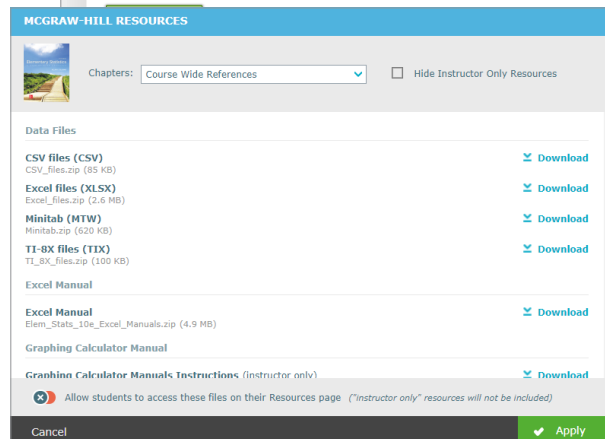 MCGRAW-HILL RESOURCES
Elementary Statistics
Chapters: Course Wide References Hide Instructor Only Resources
Data Files
CSV files (CSV) Download
CSV_files.zip (85 KB)
Excel files (XLSX) Download
Excel_files.zip (2.6 MB)
Minitab (MTW) Download
Minitab.zip (620 KB)
TI-8X files (TIX) Download
TI_8X_files.zip (100 KB)
Excel Manual
Excel Manual Download
Elem_Stats_10e_Excel_Manuals.zip (4.9 MB)
Graphing Calculator Manual
Graphing Calculator Manuals Instructions (instructor only) Download
Allow students to access these files on their Resources page ("instructor only" resources will not be included)
Cancel Apply